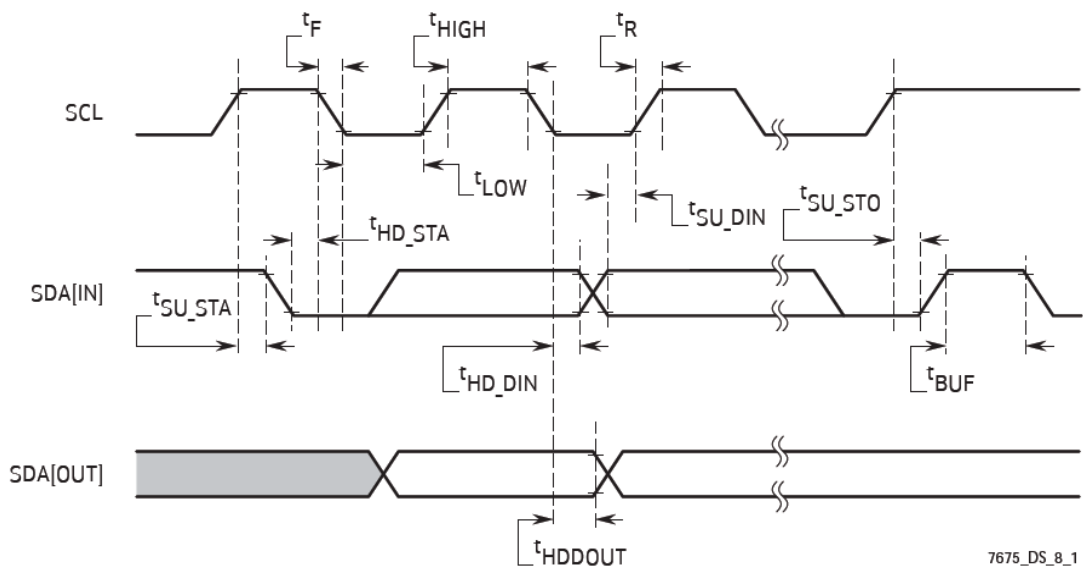 tF
tHIGH
tR
SCL
tLOW
tSU_DIN
tSU_STO
tHD_STA
SDA[IN]
tSU_STA
tHD_DIN
tBUF
SDA[OUT]
tHDDOUT
7675_DS_8_1